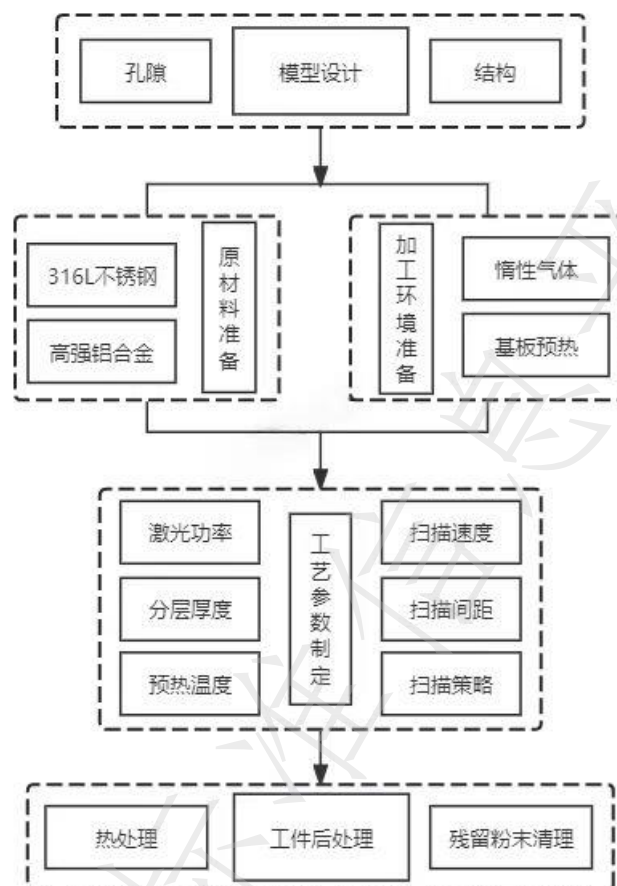 孔隙
模型设计
结构
316L不锈钢
高强铝合金
原材料准备
加工环境准备
惰性气体
基板预热
激光功率
分层厚度
预热温度
工艺参数制定
扫描速度
扫描间距
扫描策略
热处理
工件后处理
残留粉末清理